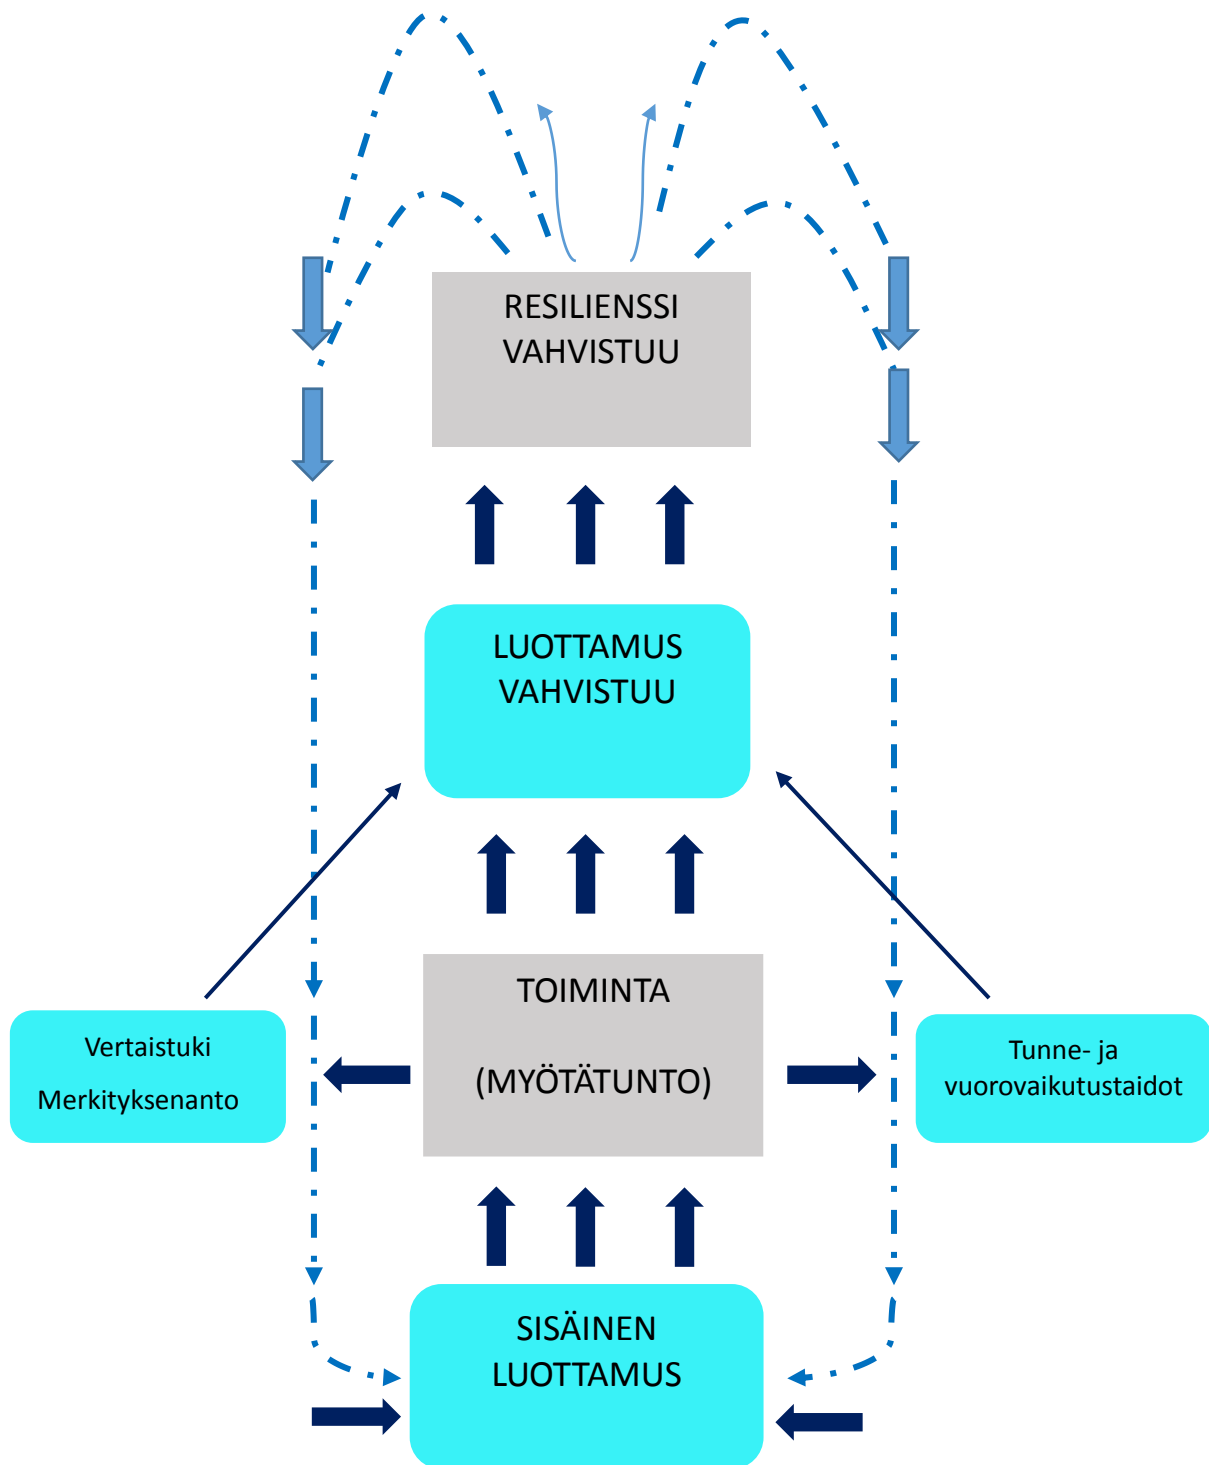 RESILIENSSI
VAHVISTUU
LUOTTAMUS
VAHVISTUU
TOIMINTA
(MYÖTÄTUNTO)
Vertaistuki
Merkityksenanto
Tunne- ja
vuorovaikutustaidot
SISÄINEN
LUOTTAMUS